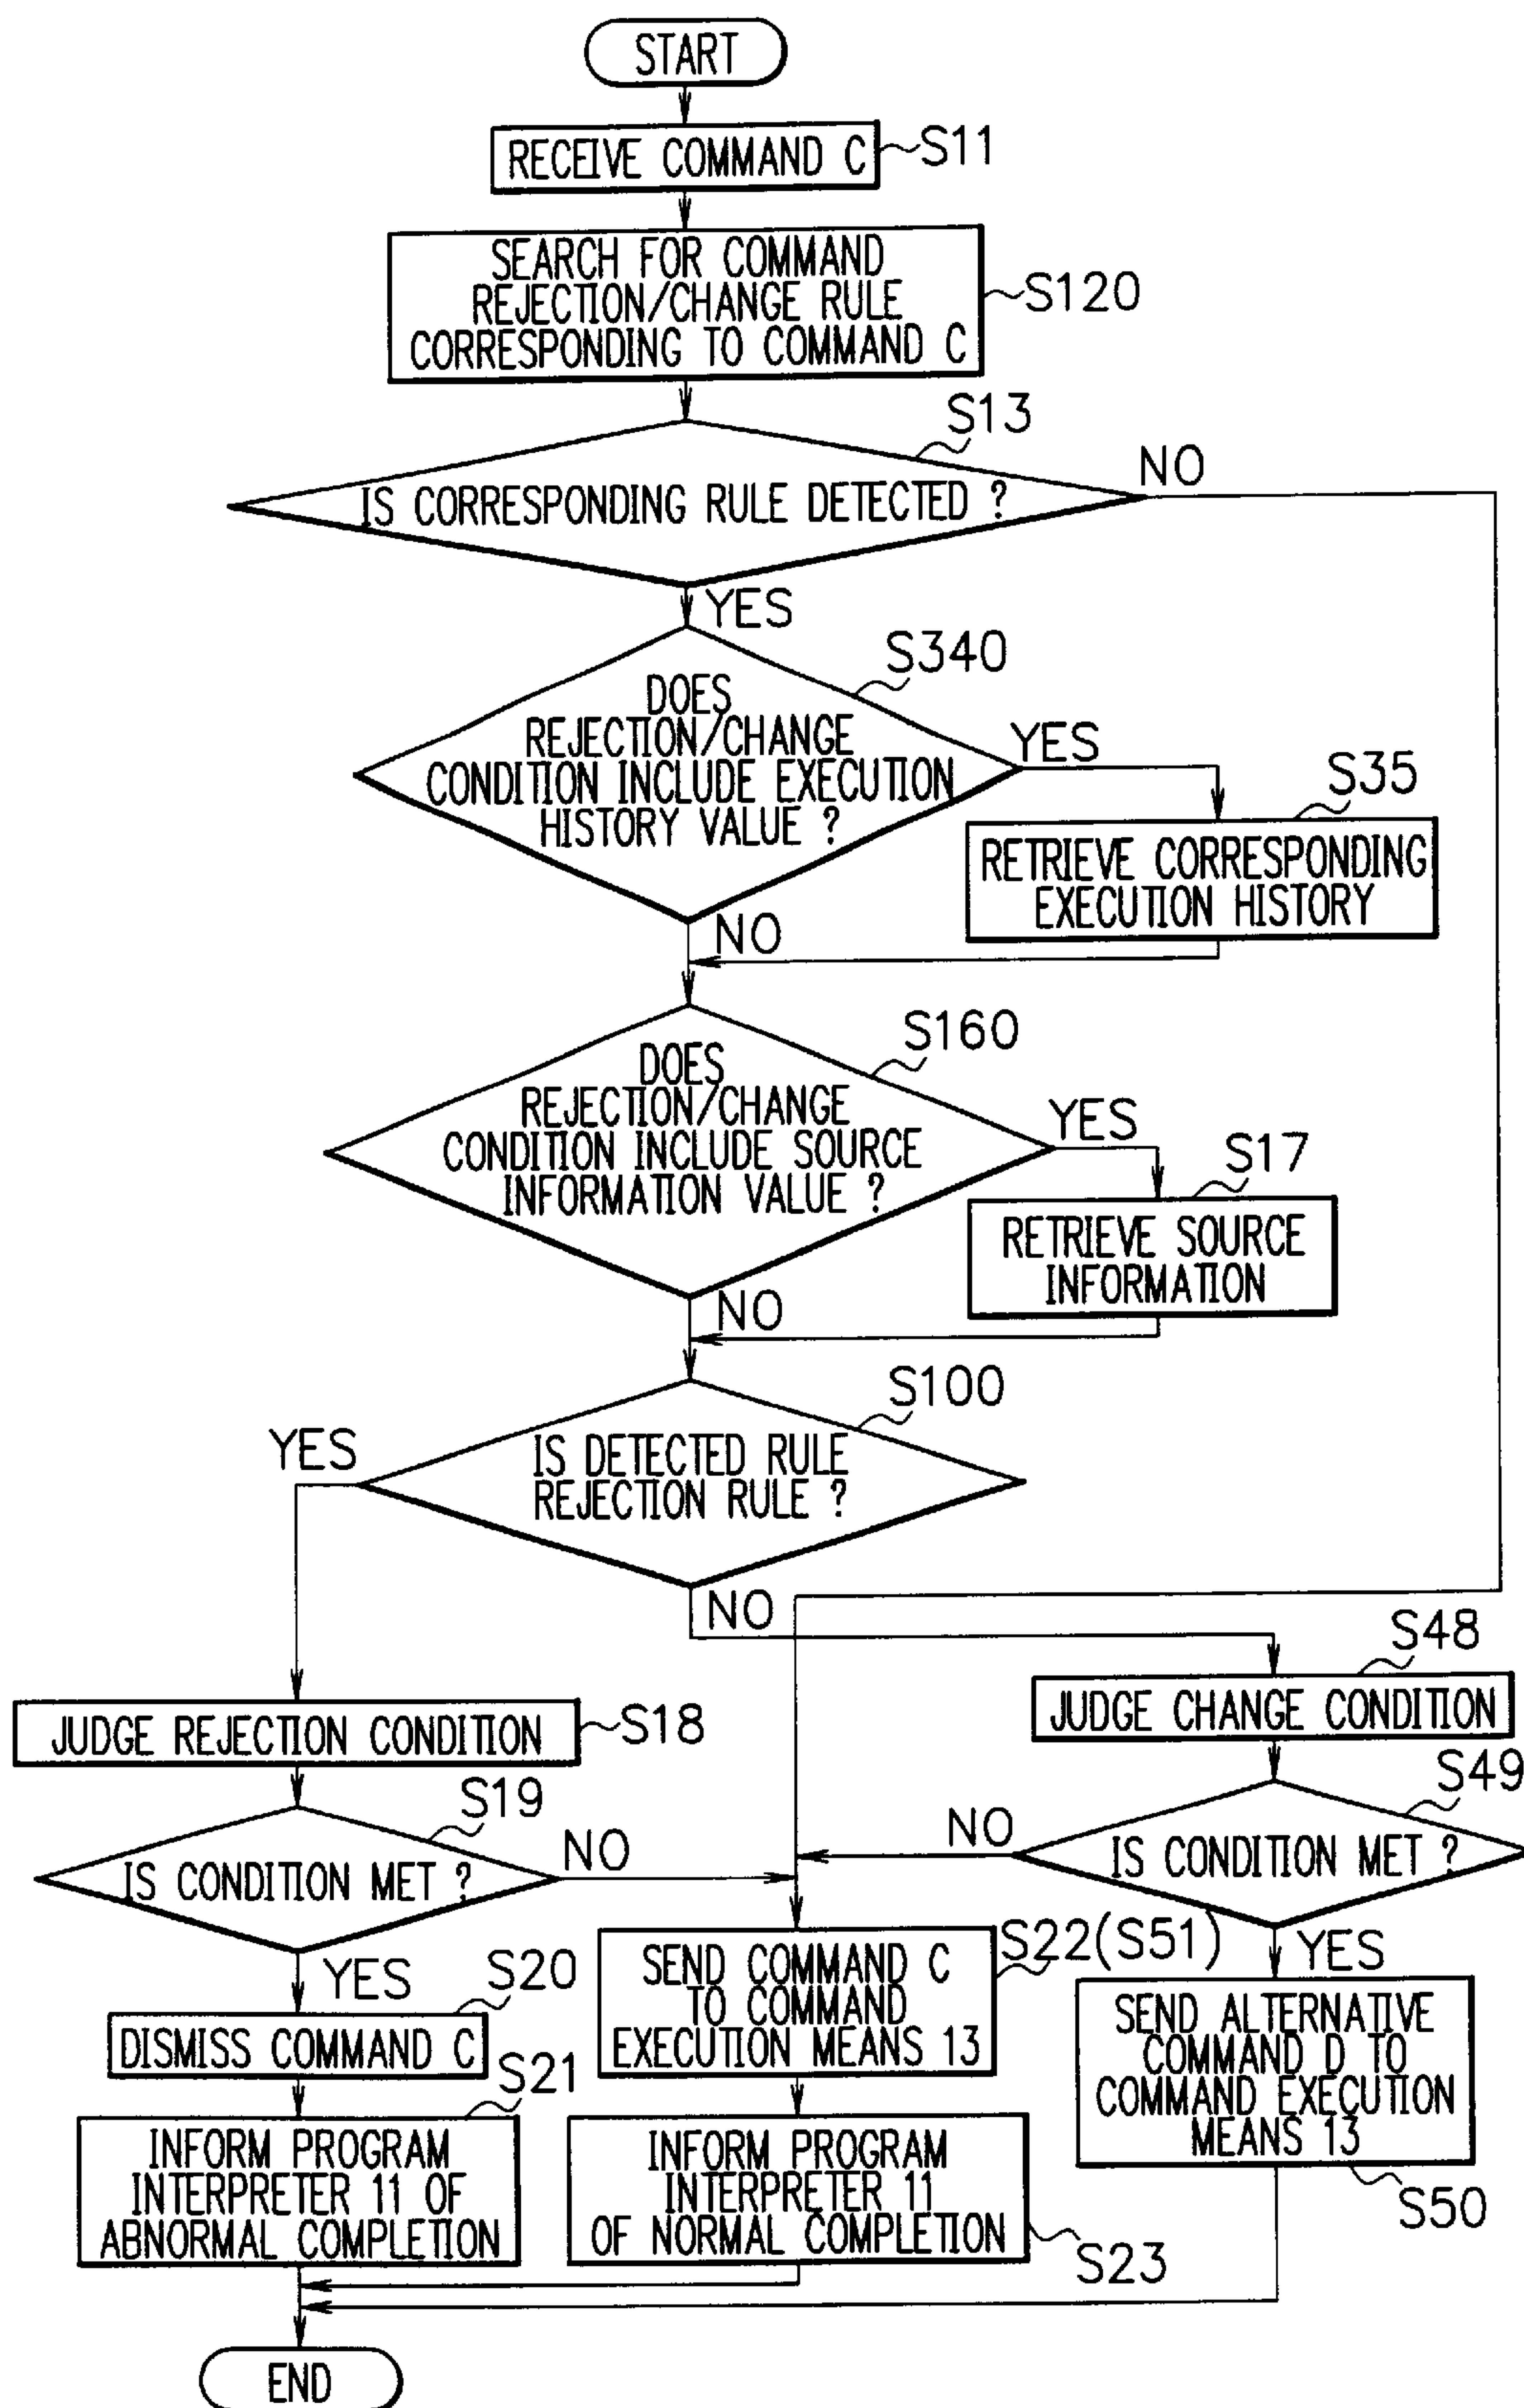 START
RECEIVE COMMAND C
S11
SEARCH FOR COMMAND
REJECTION/CHANGE RULE
CORRESPONDING TO COMMAND C
S120
S13
IS CORRESPONDING RULE DETECTED ?
NO
YES
S340
DOES
REJECTION/CHANGE
CONDITION INCLUDE EXECUTION
HISTORY VALUE ?
YES
S35
RETRIEVE CORRESPONDING
EXECUTION HISTORY
NO
S160
DOES
REJECTION/CHANGE
CONDITION INCLUDE SOURCE
INFORMATION VALUE ?
YES
S17
RETRIEVE SOURCE
INFORMATION
NO
S100
YES
IS DETECTED RULE
REJECTION RULE ?
NO
S48
JUDGE REJECTION CONDITION
S18
JUDGE CHANGE CONDITION
S19
IS CONDITION MET ?
NO
S49
NO
IS CONDITION MET ?
YES
S20
DISMISS COMMAND C
S22(S51)
SEND COMMAND C
TO COMMAND
EXECUTION MEANS 13
YES
SEND ALTERNATIVE
COMMAND D TO
COMMAND EXECUTION
MEANS 13
S50
S21
INFORM PROGRAM
INTERPRETER 11 OF
ABNORMAL COMPLETION
INFORM PROGRAM
INTERPRETER 11
OF NORMAL COMPLETION
S23
END